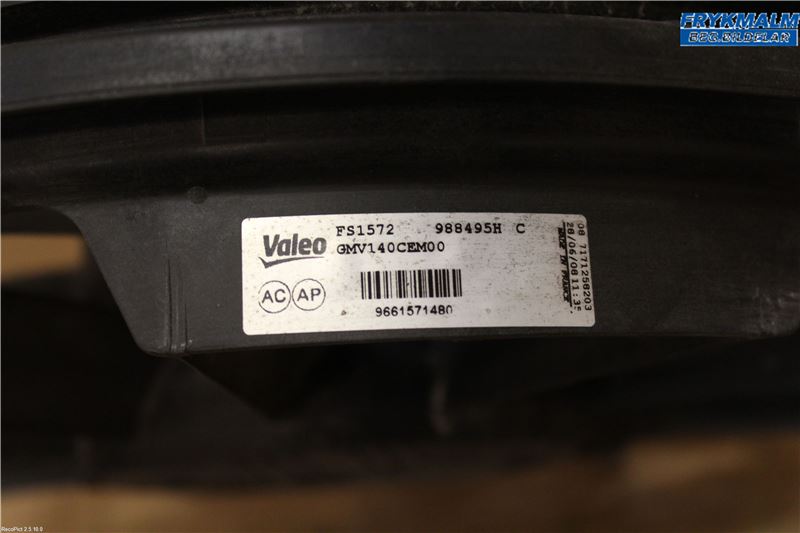 FRYKMALM
BEG. BILDELAR
Valeo
FS1572 988495H C
GMV140CEM00
AC AP
9661571480
08 7171258203
28/06/08 11:35
MADE IN FRANCE
RecoPict 2.5.10.0